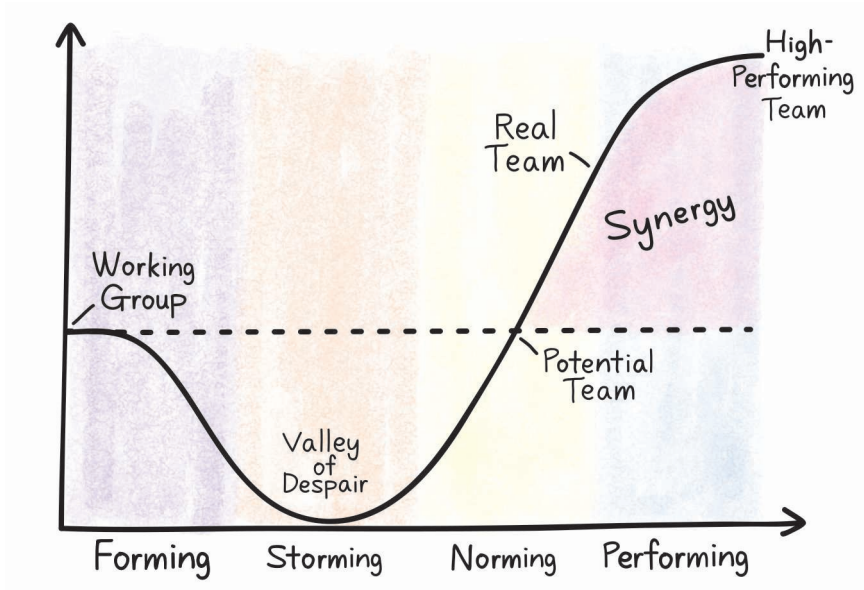 High-
Performing
Team
Real
Team
Synergy
Working
Group
Potential
Team
Valley
of
Despair
Forming
Storming
Norming
Performing